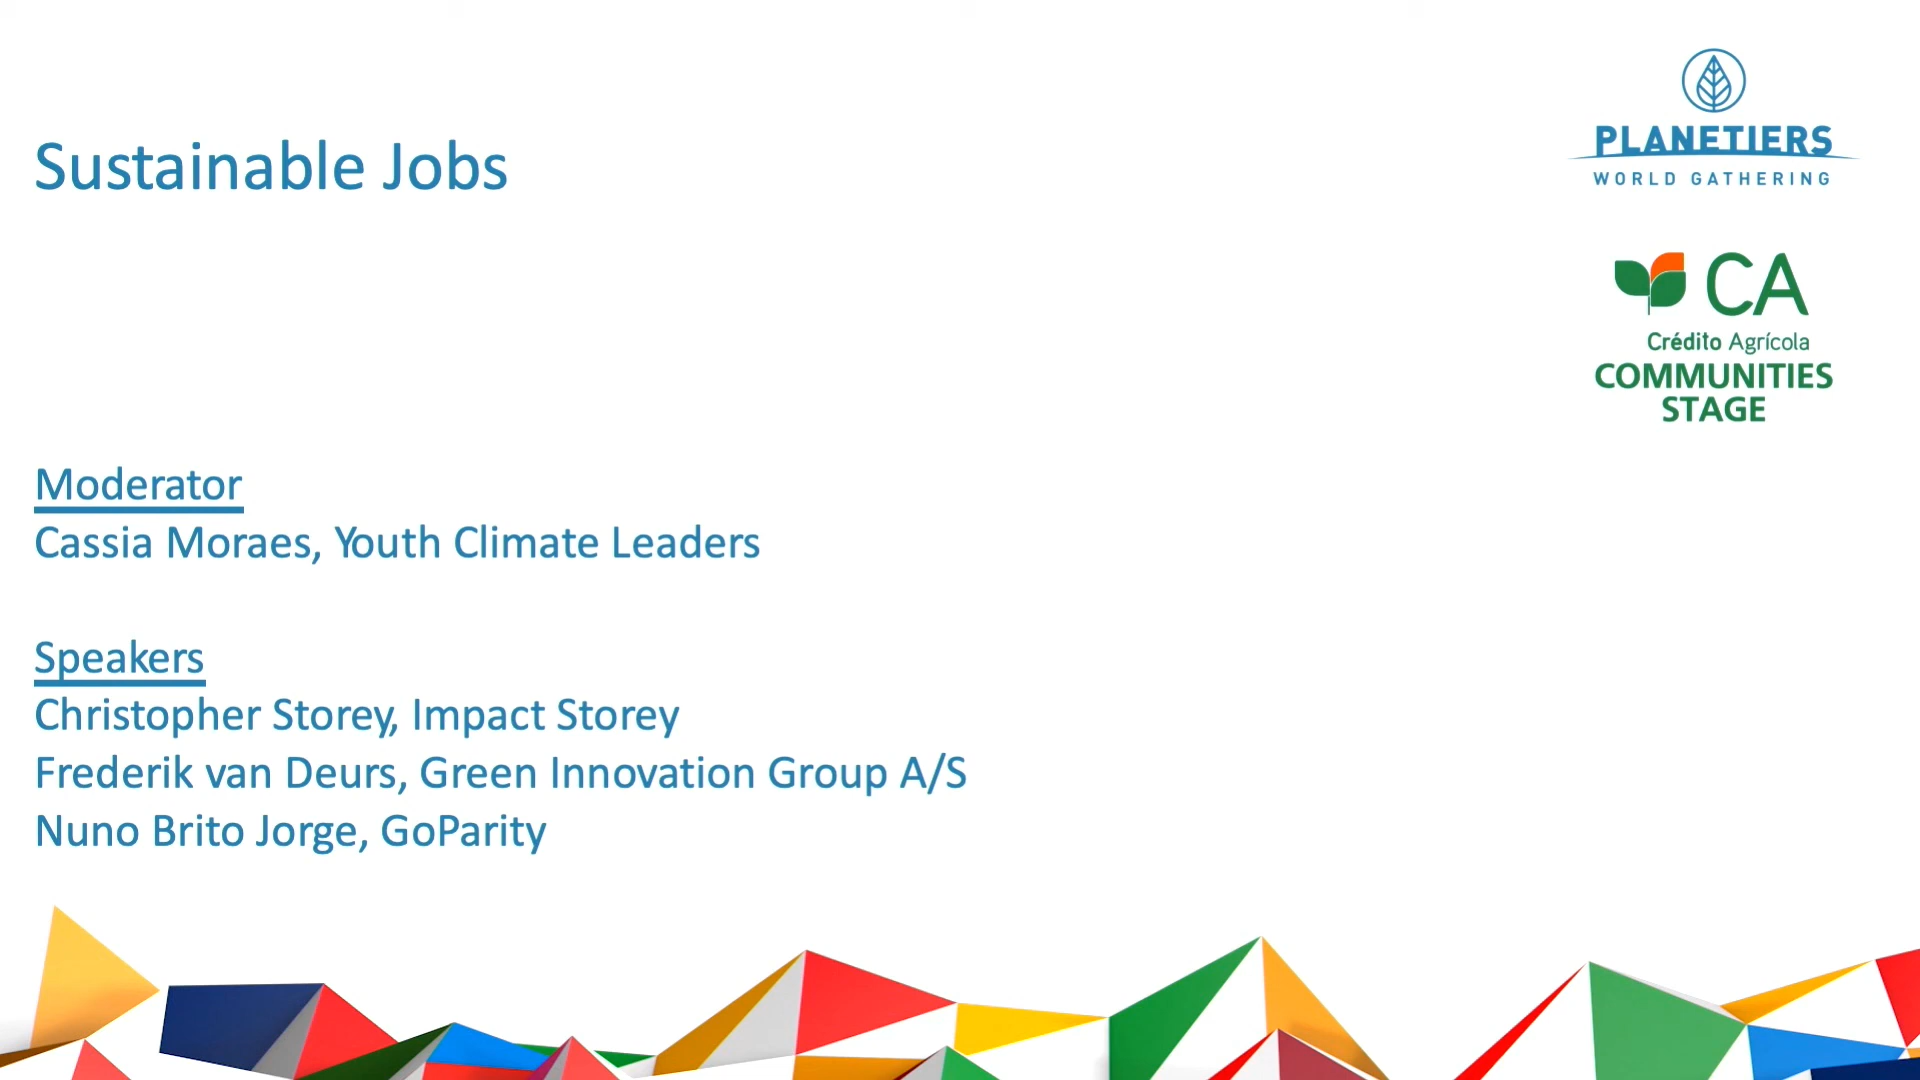 Sustainable Jobs
PLANETIERS
WORLD GATHERING
CA
Crédito Agrícola
COMMUNITIES
STAGE
Moderator
Cassia Moraes, Youth Climate Leaders
Speakers
Christopher Storey, Impact Storey
Frederik van Deurs, Green Innovation Group A/S
Nuno Brito Jorge, GoParity